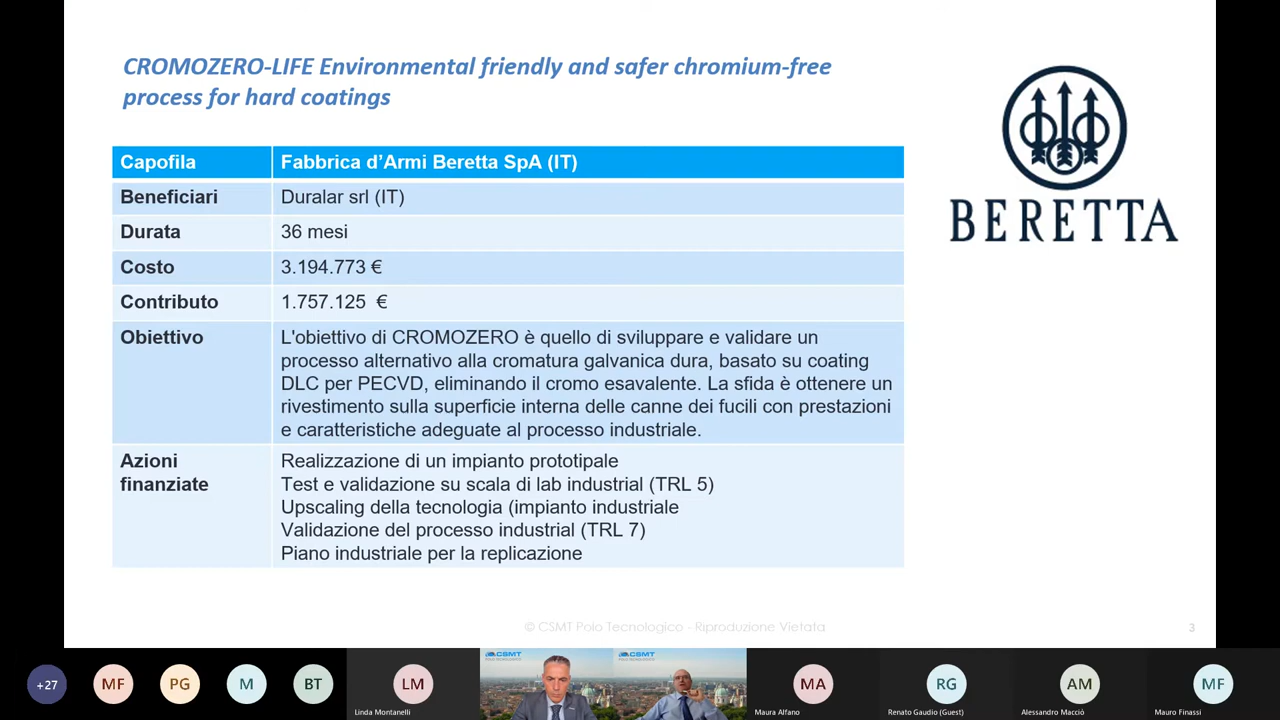 CROMOZERO-LIFE Environmental friendly and safer chromium-free
process for hard coatings
BERETTA
Capofila Fabbrica d’Armi Beretta SpA (IT)
Beneficiari Duralar srl (IT)
Durata 36 mesi
Costo 3.194.773 €
Contributo 1.757.125 €
Obiettivo L'obiettivo di CROMOZERO è quello di sviluppare e validare un
processo alternativo alla cromatura galvanica dura, basato su coating
DLC per PECVD, eliminando il cromo esavalente. La sfida è ottenere un
rivestimento sulla superficie interna delle canne dei fucili con prestazioni
e caratteristiche adeguate al processo industriale.
Azioni Realizzazione di un impianto prototipale
finanziate Test e validazione su scala di lab industrial (TRL 5)
Upscaling della tecnologia (impianto industriale
Validazione del processo industrial (TRL 7)
Piano industriale per la replicazione
© CSMT Polo Tecnologico - Riproduzione Vietata
3
+27
MF
PG
M
BT
LM
Linda Montanelli
CSMT
CSMT
MA
Maura Alfano
RG
Renato Gaudio (Guest)
AM
Alessandro Macciò
MF
Mauro Finassi